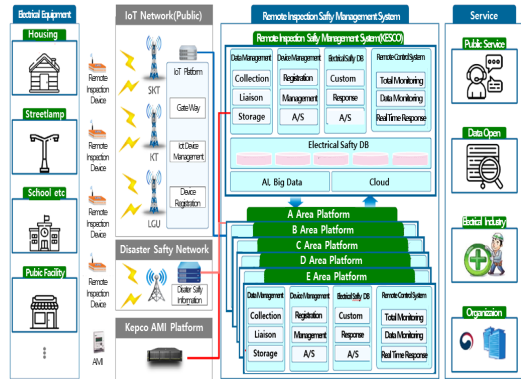 Electrical Equipment
Housing
Streetlamp
School etc
Pubic Facility
Remote
Inspection
Device
Remote
Inspection
Device
Remote
Inspection
Device
Remote
Inspection
Device
AMI
IoT Network(Public)
SKT
KT
LGU
IoT Platform
Gate Way
Iot Device
Management
Device
Registration
Disaster Safty Network
Disater Safty
Information
Kepco AMI Platform
Remote Inspection Safty Management System
Remote Inspection Safty Management System(KESCO)
Data Management
Collection
Liaison
Storage
Device Management
Registration
Management
A/S
Electrical Safty DB
Custom
Response
A/S
Remote Control System
Total Monitoring
Data Monitoring
Real Time Response
Electrical Safty DB
AI, Big Data
Cloud
A Area Platform
B Area Platform
C Area Platform
D Area Platform
E Area Platform
Data Management
Collection
Liaison
Storage
Device Management
Registration
Management
A/S
Electrical Safty DB
Custom
Response
A/S
Remote Control System
Total Monitoring
Data Monitoring
Real Time Response
Service
Public Service
Data Open
Electrical Industry
Organizaion